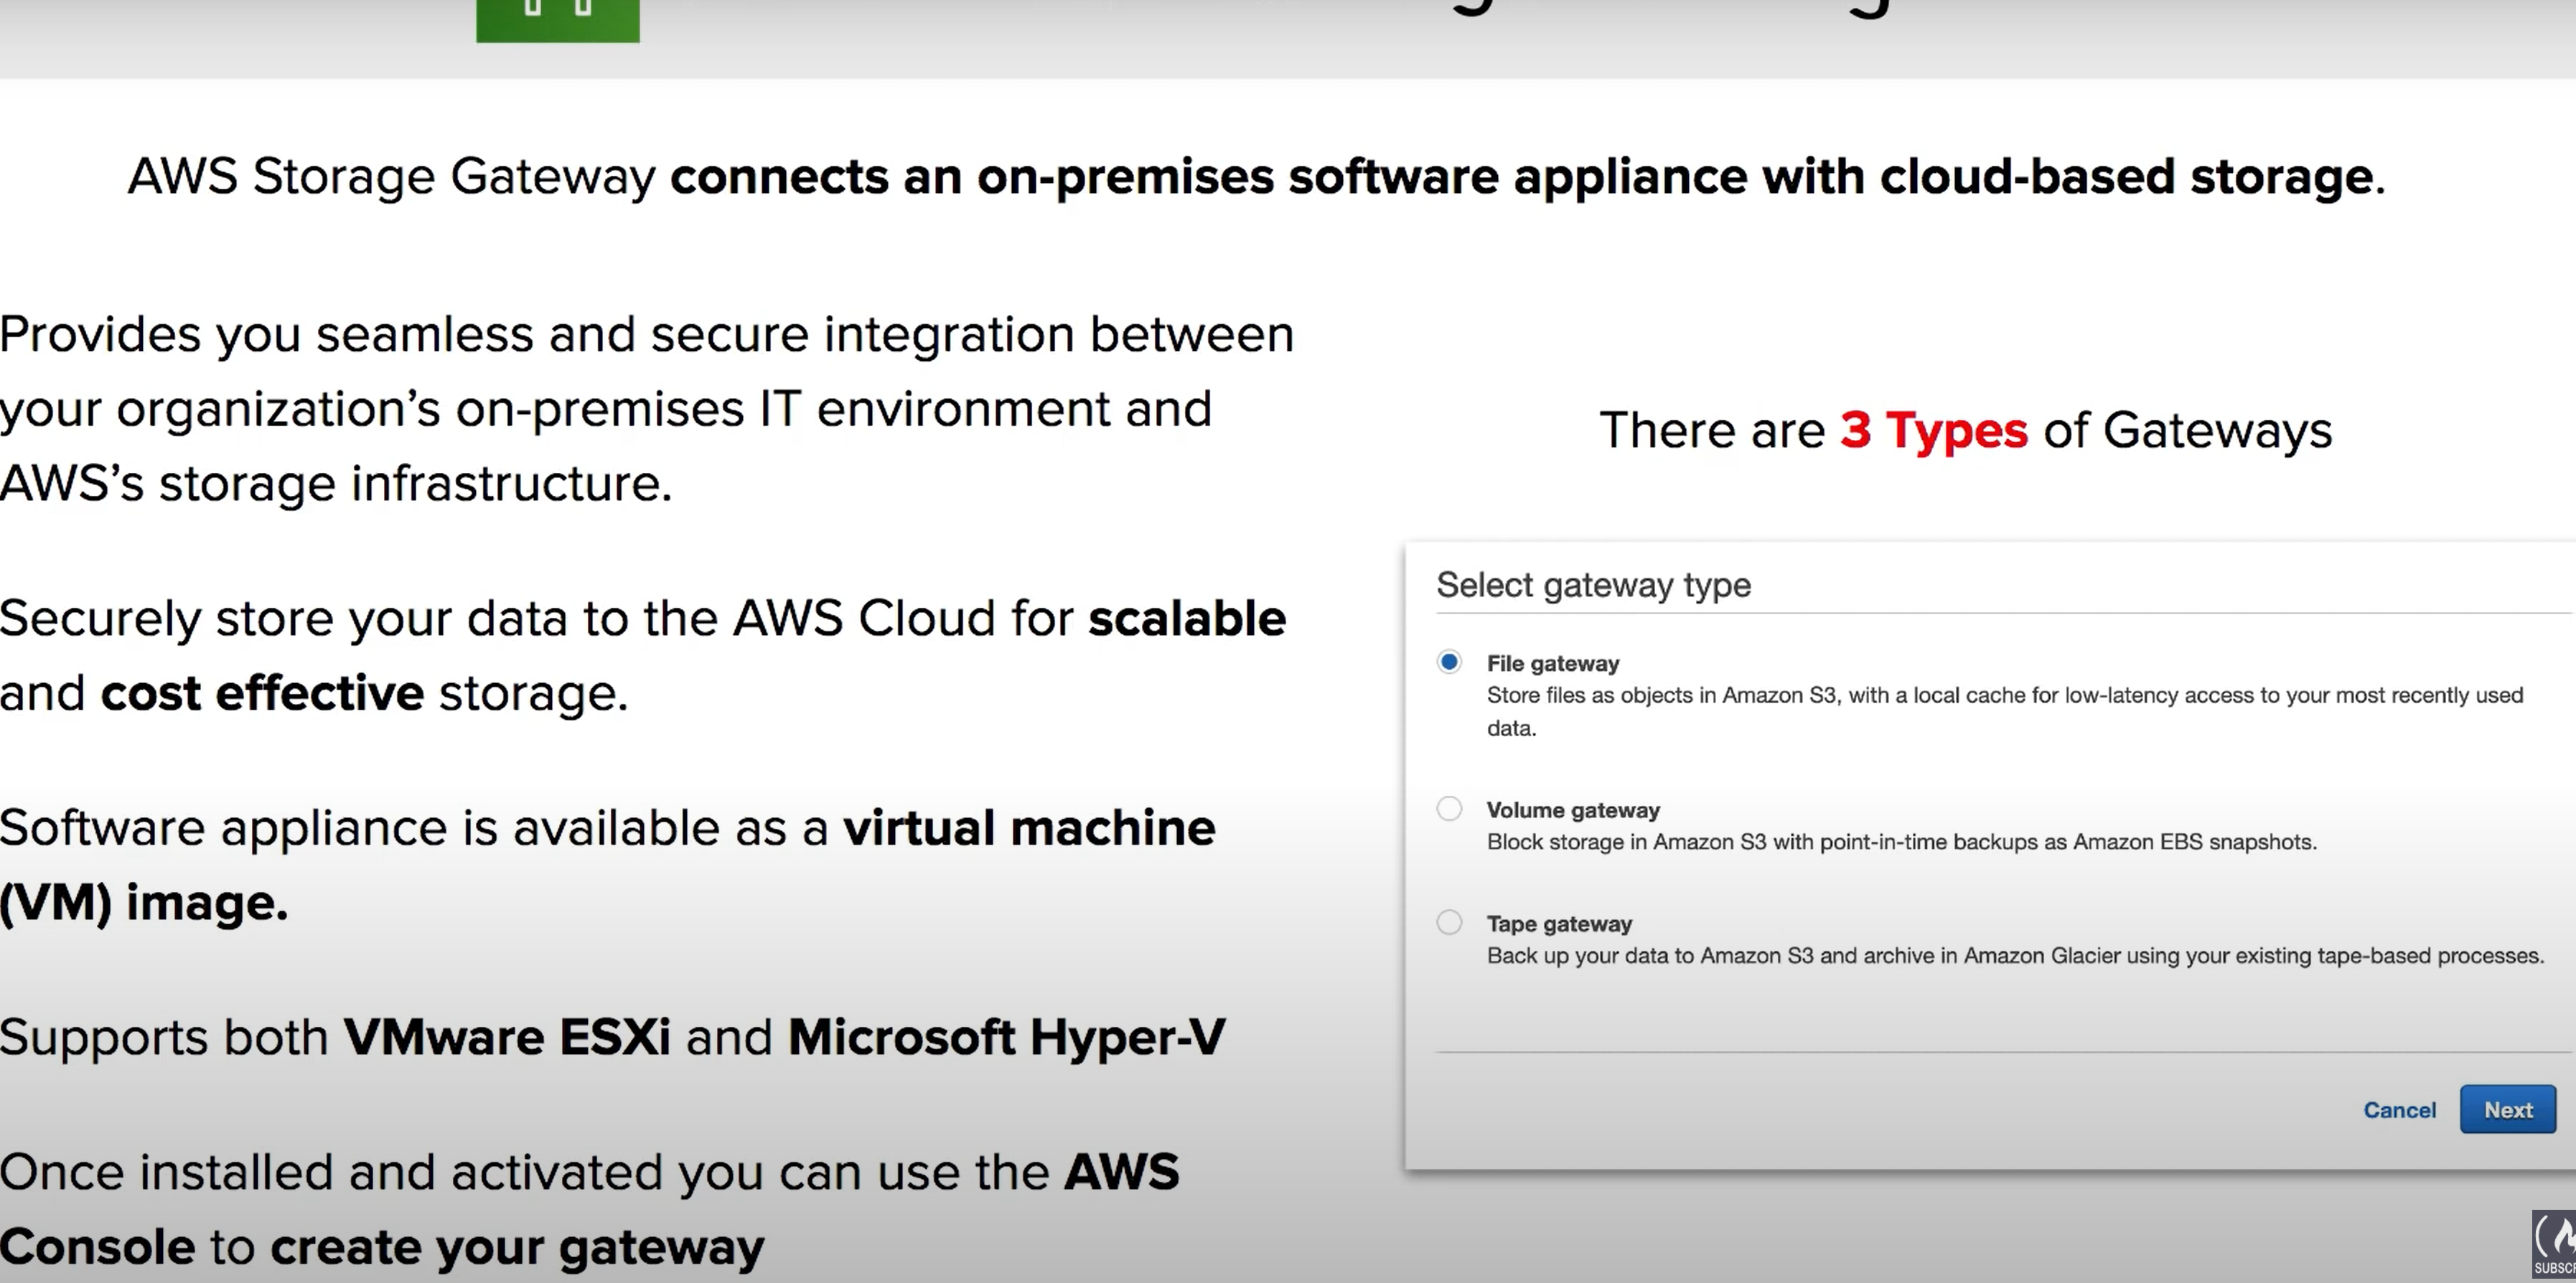 AWS Storage Gateway connects an on-premises software appliance with cloud-based storage.
Provides you seamless and secure integration between
your organization’s on-premises IT environment and
AWS’s storage infrastructure.
Securely store your data to the AWS Cloud for scalable
and cost effective storage.
Software appliance is available as a virtual machine
(VM) image.
Supports both VMware ESXi and Microsoft Hyper-V
Once installed and activated you can use the AWS
Console to create your gateway
There are 3 Types of Gateways
Select gateway type
File gateway
Store files as objects in Amazon S3, with a local cache for low-latency access to your most recently used
data.
Volume gateway
Block storage in Amazon S3 with point-in-time backups as Amazon EBS snapshots.
Tape gateway
Back up your data to Amazon S3 and archive in Amazon Glacier using your existing tape-based processes.
Cancel Next
SUBSC